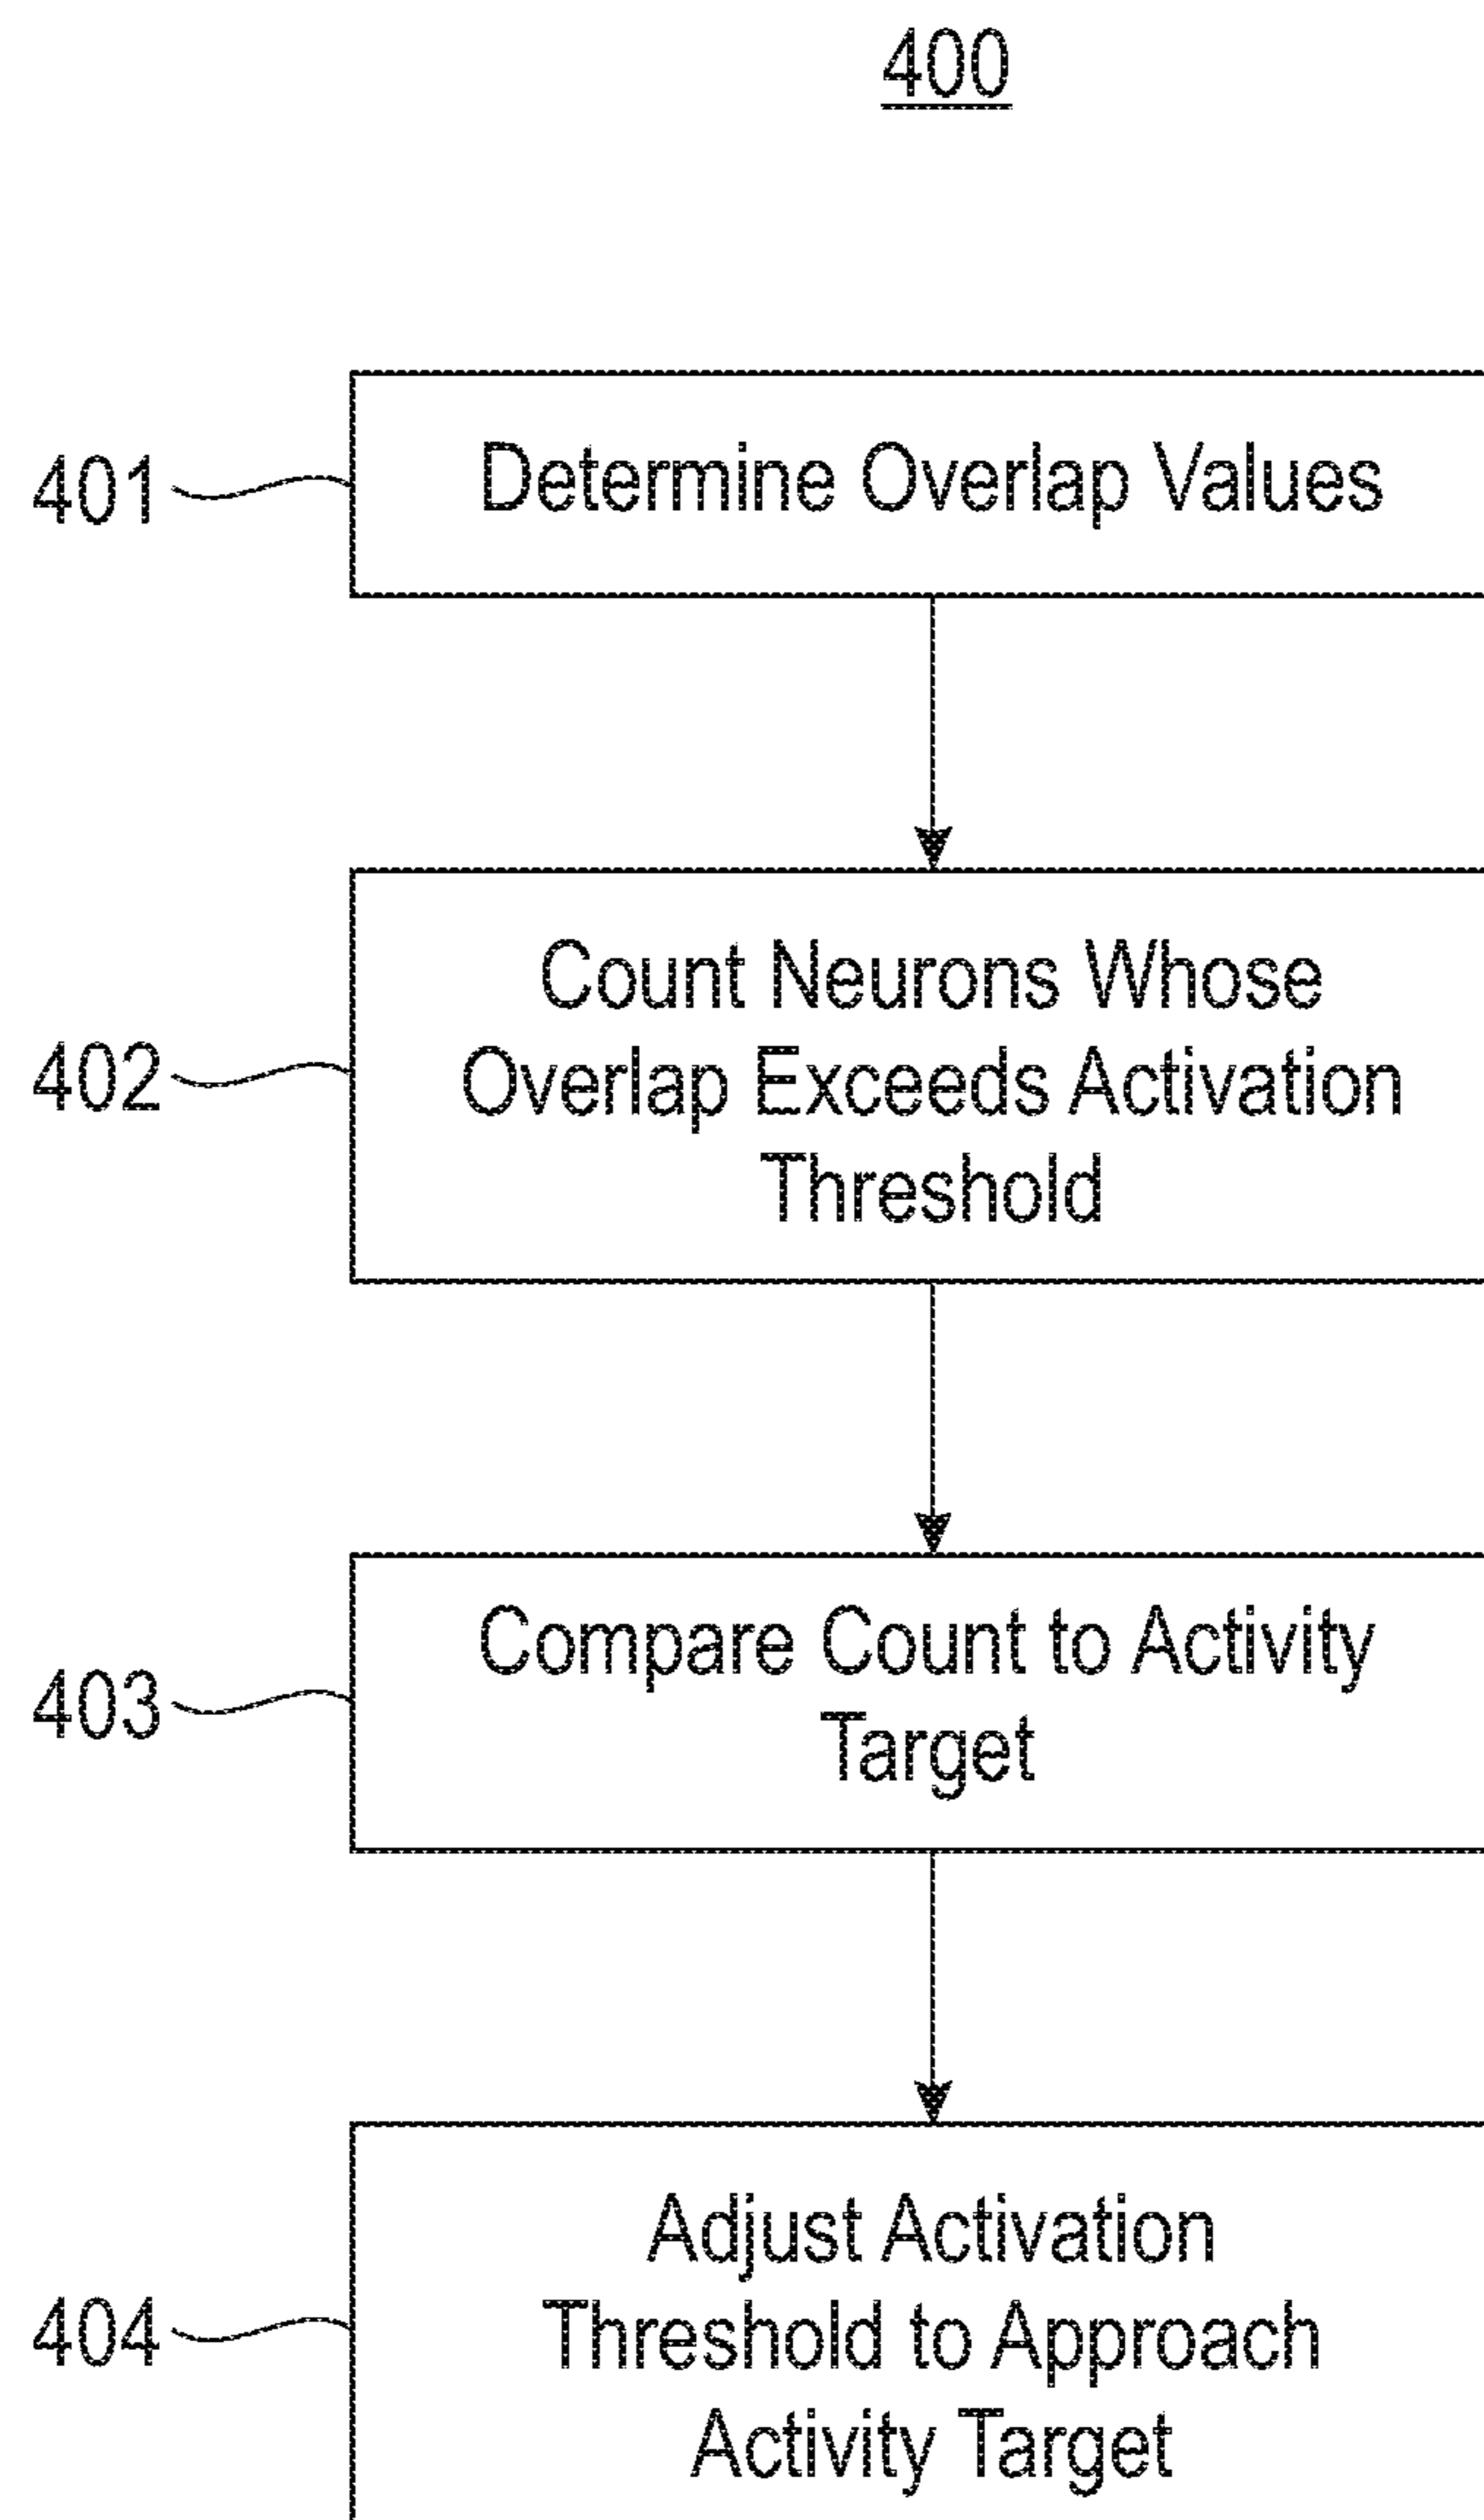 400
401
Determine Overlap Values
402
Count Neurons Whose
Overlap Exceeds Activation
Threshold
403
Compare Count to Activity
Target
404
Adjust Activation
Threshold to Approach
Activity Target